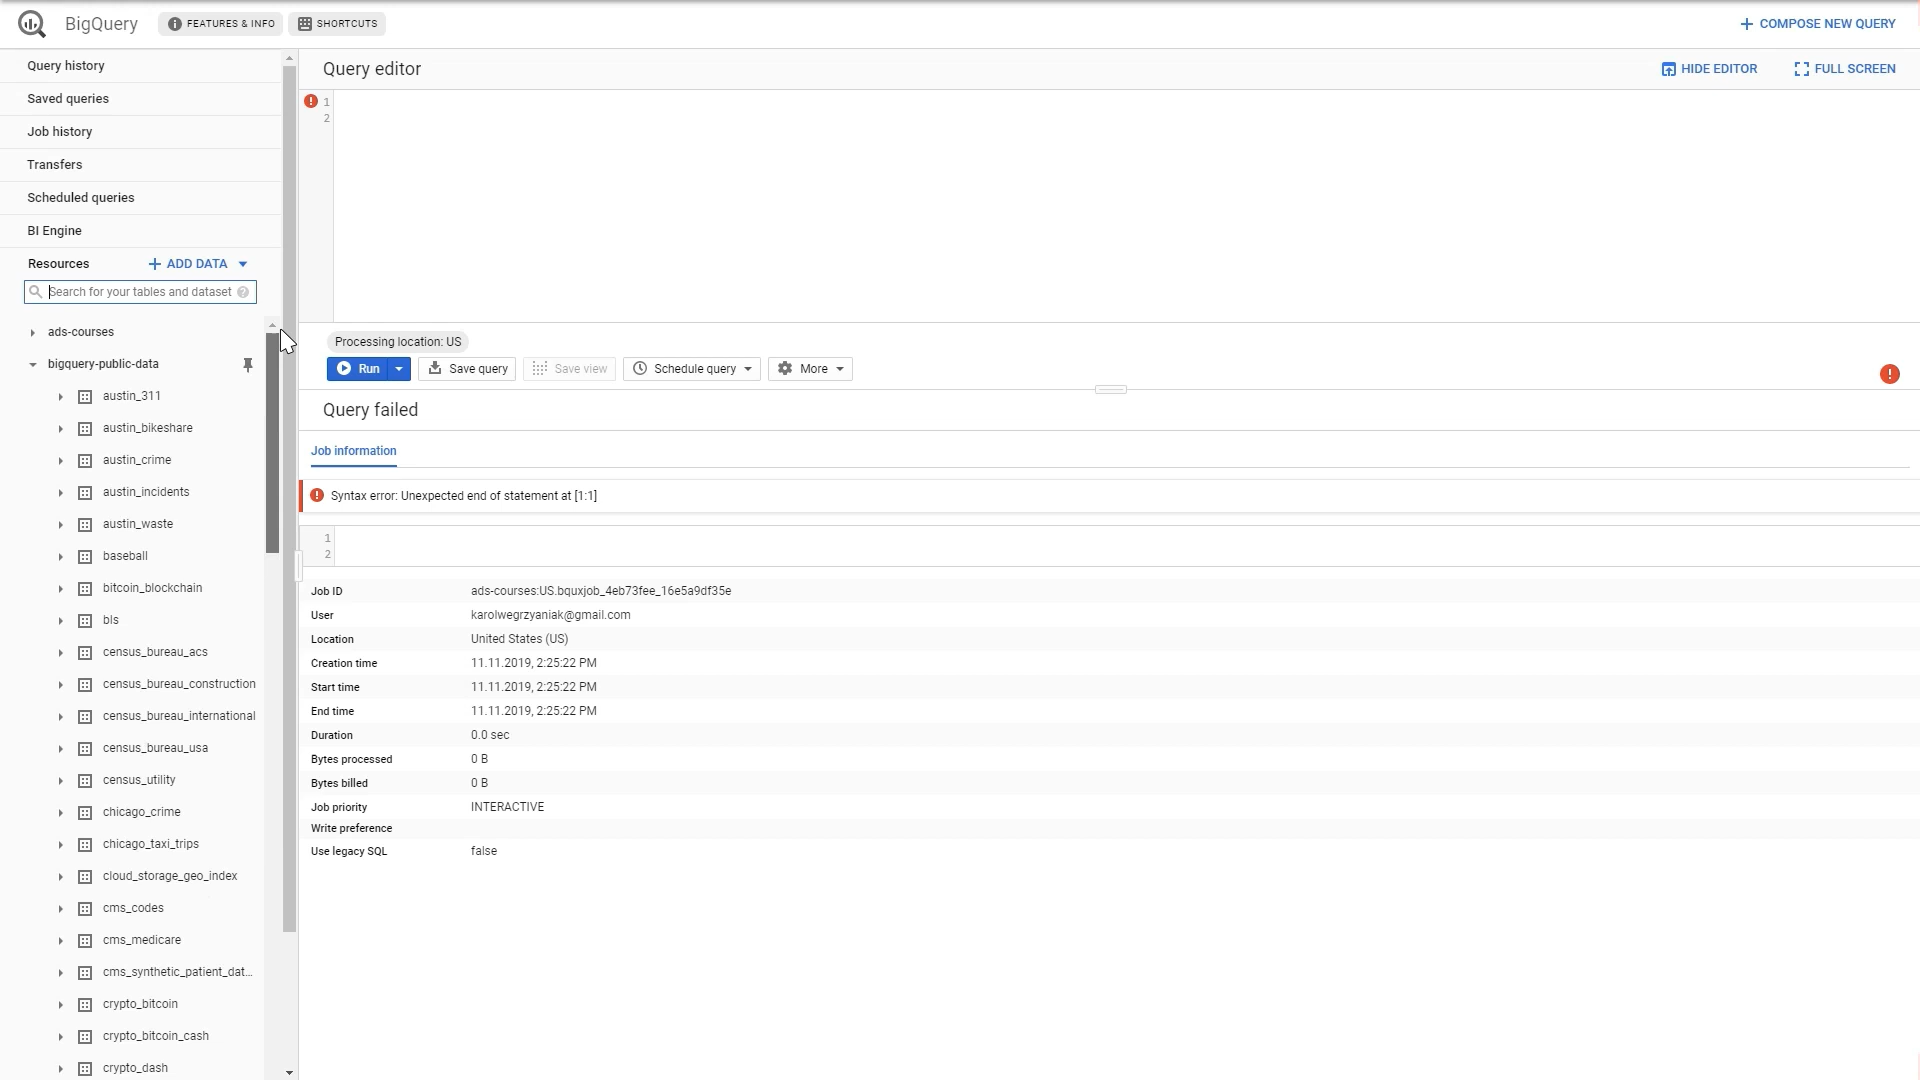 BigQuery FEATURES & INFO SHORTCUTS COMPOSE NEW QUERY
Query history
Saved queries
Job history
Transfers
Scheduled queries
BI Engine
Resources ADD DATA
Search for your tables and dataset
ads-courses
bigquery-public-data
austin_311
austin_bikeshare
austin_crime
austin_incidents
austin_waste
baseball
bitcoin_blockchain
bls
census_bureau_acs
census_bureau_construction
census_bureau_international
census_bureau_usa
census_utility
chicago_crime
chicago_taxi_trips
cloud_storage_geo_index
cms_codes
cms_medicare
cms_synthetic_patient_dat...
crypto_bitcoin
crypto_bitcoin_cash
crypto_dash
Query editor HIDE EDITOR FULL SCREEN
1
2
Processing location: US
Run Save query Save view Schedule query More
Query failed
Job information
Syntax error: Unexpected end of statement at [1:1]
1
2
Job ID ads-courses:US.bquxjob_4eb73fee_16e5a9df35e
User karolwegrzyaniak@gmail.com
Location United States (US)
Creation time 11.11.2019, 2:25:22 PM
Start time 11.11.2019, 2:25:22 PM
End time 11.11.2019, 2:25:22 PM
Duration 0.0 sec
Bytes processed 0 B
Bytes billed 0 B
Job priority INTERACTIVE
Write preference
Use legacy SQL false